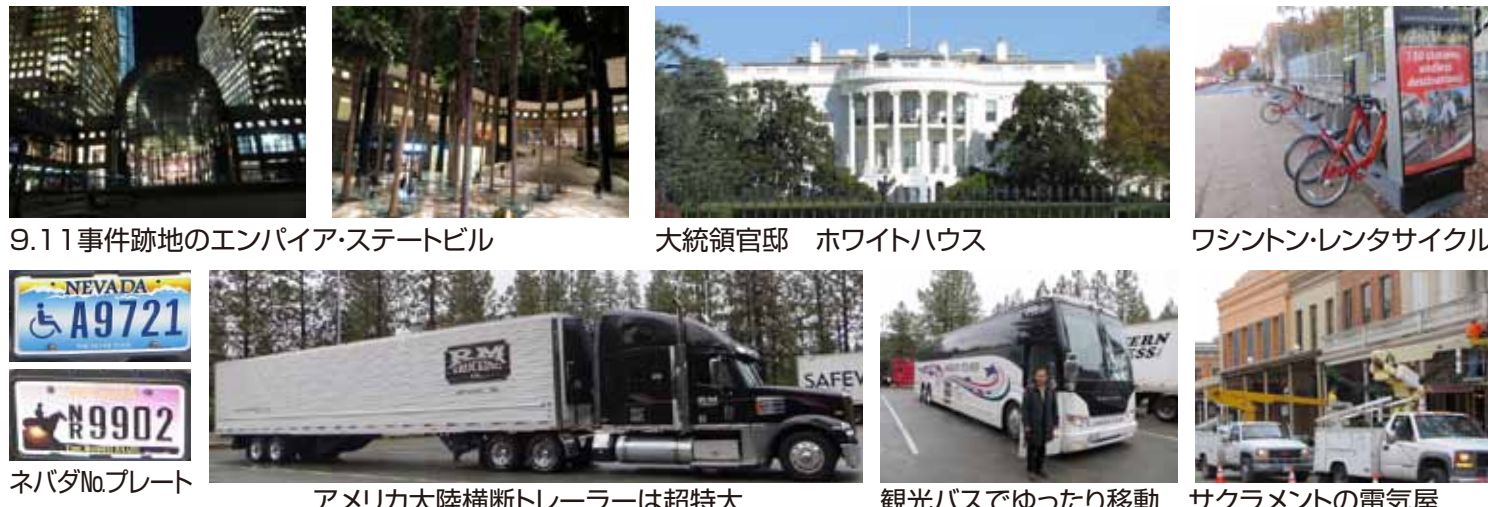 9.11事件跡地のエンパイア・ステートビル
大統領官邸　ホワイトハウス
ワシントン・レンタサイクル
NEVADA
A9721
NR9902
R·M
TRUCKING
SAFEW
ERN
ESS
ネバダ№プレート
アメリカ大陸横断トレーラーは超特大
観光バスでゆったり移動
サクラメントの電気屋